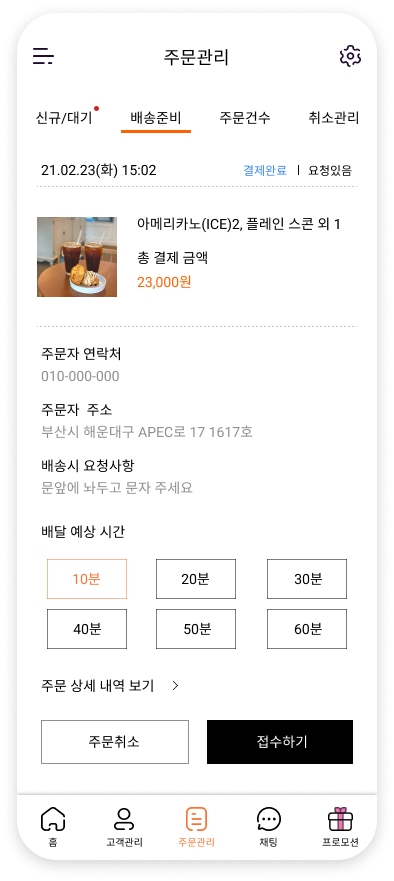 주문관리
신규/대기 배송준비 주문건수 취소관리
21.02.23(화) 15:02 결제완료 | 요청있음
아메리카노(ICE)2, 플레인 스콘 외 1
총 결제 금액
23,000원
주문자 연락처
010-000-000
주문자 주소
부산시 해운대구 APEC로 17 1617호
배송시 요청사항
문앞에 놔두고 문자 주세요
배달 예상 시간
10분 20분 30분
40분 50분 60분
주문 상세 내역 보기 >
주문취소 접수하기
홈 고객관리 주문관리 채팅 프로모션